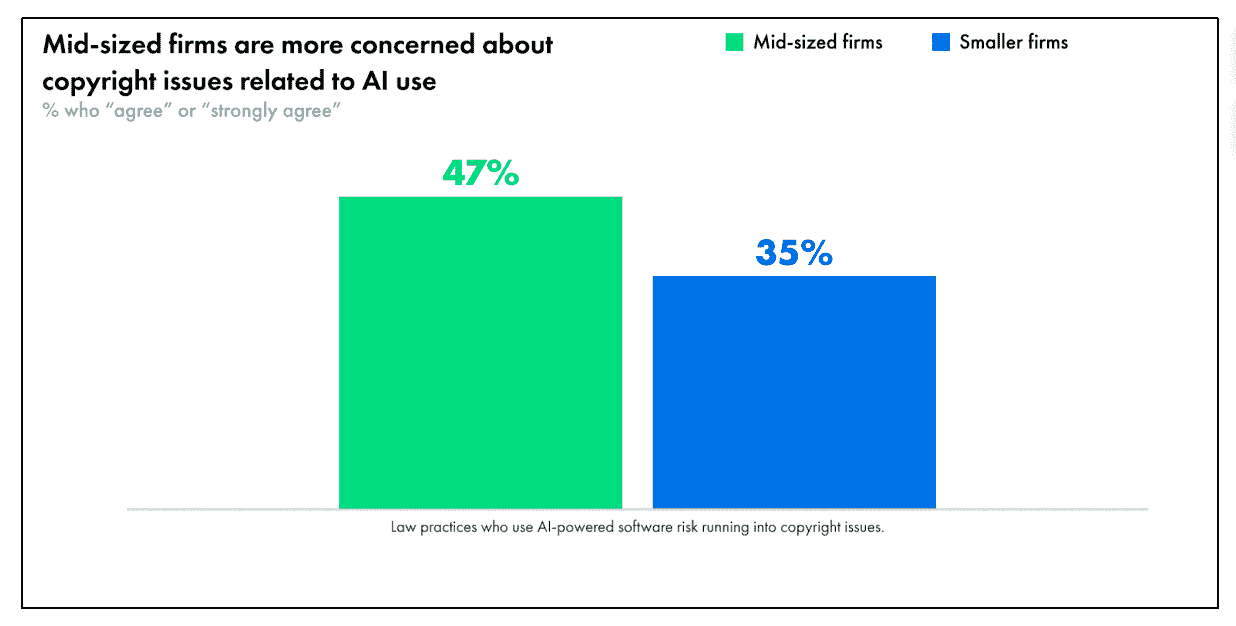 Mid-sized firms are more concerned about
copyright issues related to AI use
% who “agree” or “strongly agree”
Mid-sized firms
Smaller firms
47%
35%
Law practices who use AI-powered software risk running into copyright issues.